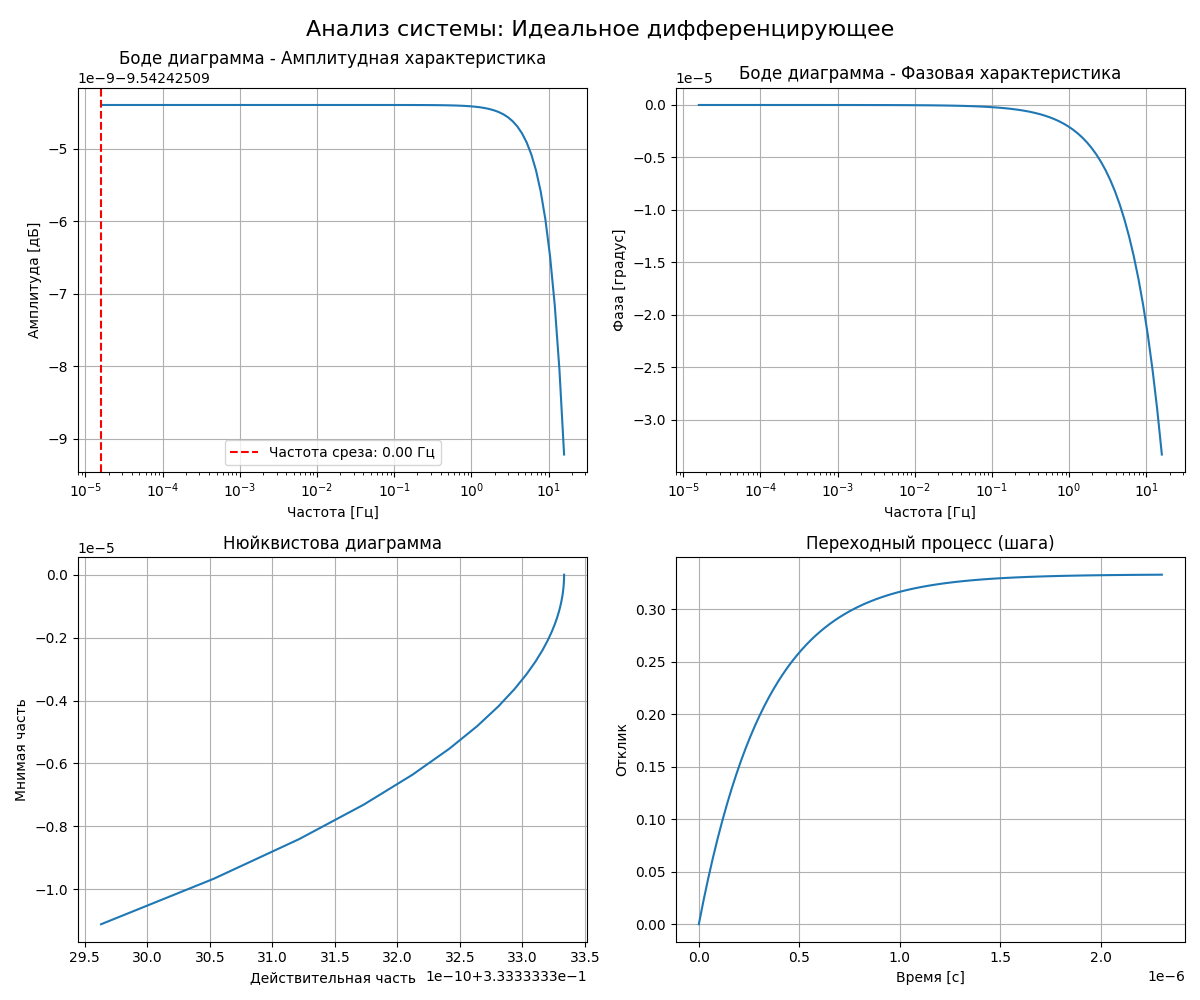 Анализ системы: Идеальное дифференцирующее
Боде диаграмма - Амплитудная характеристика
1e−9−9.54242509
−5
−6
−7
−8
−9
Амплитуда [дБ]
Частота среза: 0.00 Гц
10⁻⁵ 10⁻⁴ 10⁻³ 10⁻² 10⁻¹ 10⁰ 10¹
Частота [Гц]
Боде диаграмма - Фазовая характеристика
1e−5
0.0
−0.5
−1.0
−1.5
−2.0
−2.5
−3.0
Фаза [градус]
10⁻⁵ 10⁻⁴ 10⁻³ 10⁻² 10⁻¹ 10⁰ 10¹
Частота [Гц]
Нюйквистова диаграмма
1e−5
0.0
−0.2
−0.4
−0.6
−0.8
−1.0
Мнимая часть
29.5 30.0 30.5 31.0 31.5 32.0 32.5 33.0 33.5
Действительная часть 1e−10+3.3333333e−1
Переходный процесс (шага)
0.30
0.25
0.20
0.15
0.10
0.05
0.00
Отклик
0.0 0.5 1.0 1.5 2.0
Время [с] 1e−6